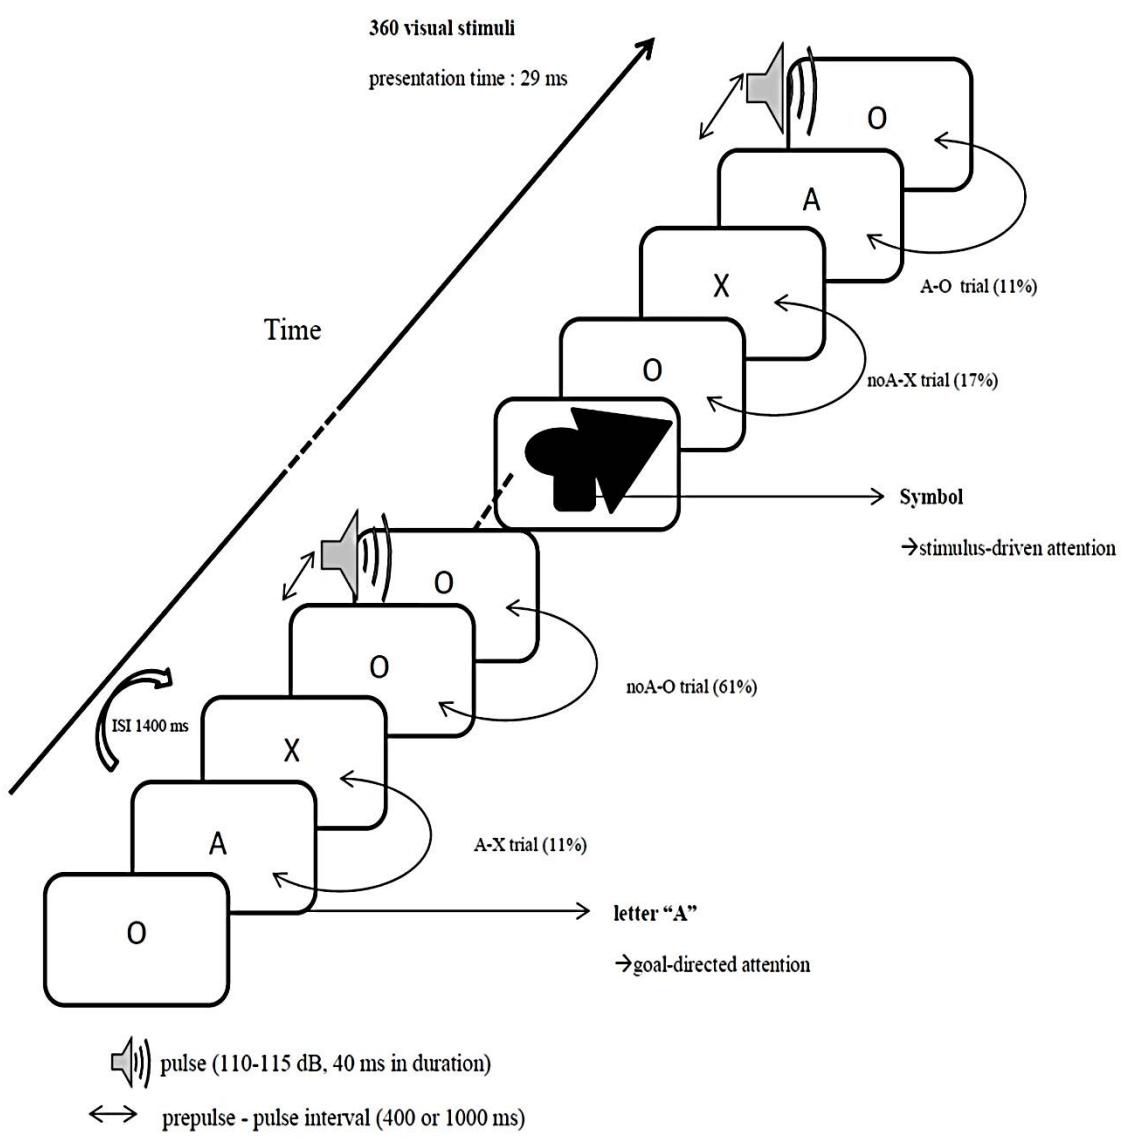 360 visual stimuli
presentation time : 29 ms
O
A
A-O trial (11%)
X
Time
O
noA-X trial (17%)
Symbol
→stimulus-driven attention
O
O
noA-O trial (61%)
ISI 1400 ms
X
A
A-X trial (11%)
letter “A”
O
→goal-directed attention
pulse (110-115 dB, 40 ms in duration)
prepulse - pulse interval (400 or 1000 ms)